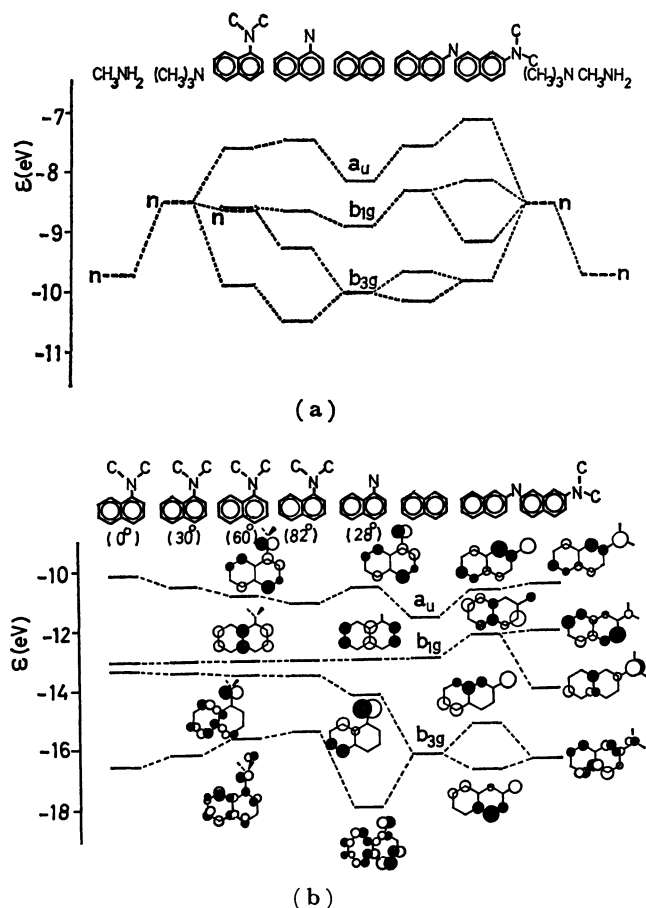 C C
N N N N
C
C
CH₃NH₂ (CH₃)₃N (CH₃)₃N CH₃NH₂
-7
-8
-9
-10
-11
ε(eV)
aᵤ
n n b₁g n
n b₃g n
(a)
C C C C C C C C N C
N N N N N N C
(0°) (30°) (60°) (82°) (28°)
-10
-12
-14
-16
-18
ε(eV)
aᵤ
b₁g
b₃g
(b)